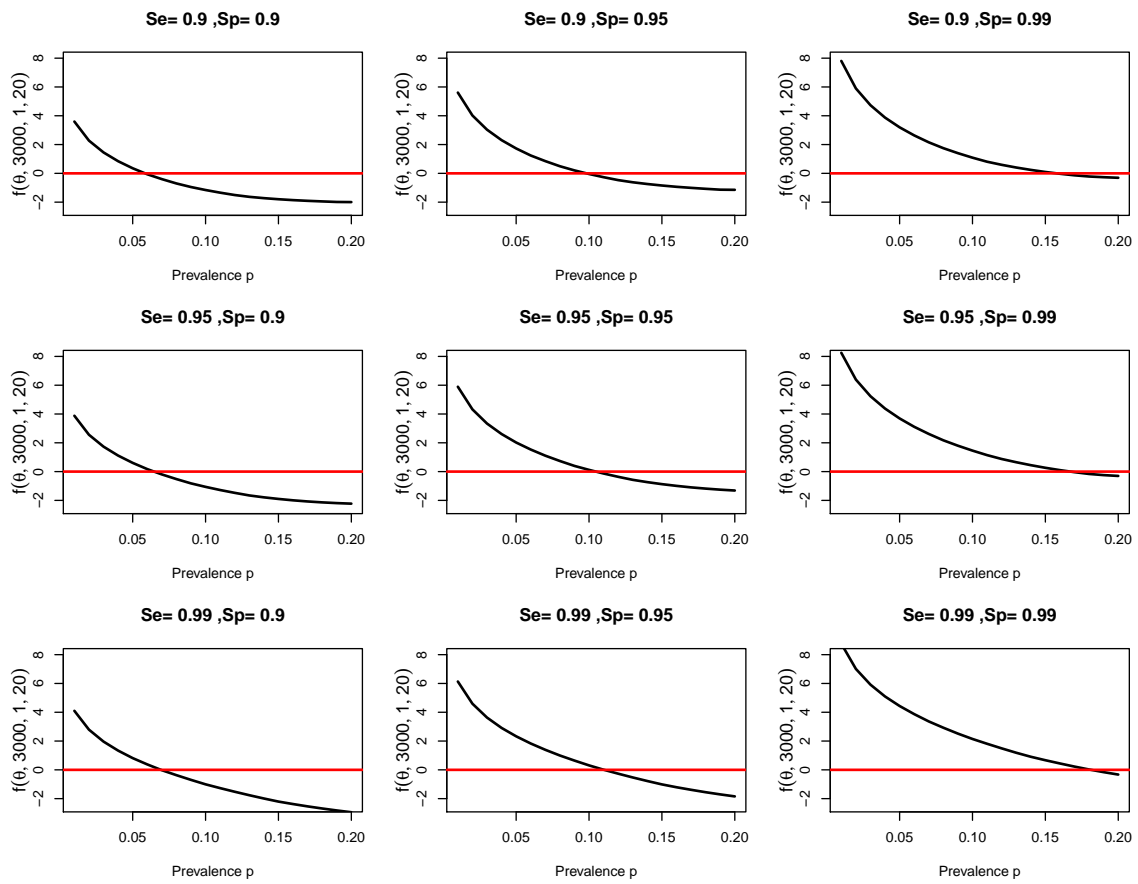 Se= 0.9 ,Sp= 0.9
f(θ, 3000, 1, 20)
8
6
4
2
0
−2
0.05 0.10 0.15 0.20
Prevalence p
Se= 0.9 ,Sp= 0.95
f(θ, 3000, 1, 20)
8
6
4
2
0
−2
0.05 0.10 0.15 0.20
Prevalence p
Se= 0.9 ,Sp= 0.99
f(θ, 3000, 1, 20)
8
6
4
2
0
−2
0.05 0.10 0.15 0.20
Prevalence p
Se= 0.95 ,Sp= 0.9
f(θ, 3000, 1, 20)
8
6
4
2
0
−2
0.05 0.10 0.15 0.20
Prevalence p
Se= 0.95 ,Sp= 0.95
f(θ, 3000, 1, 20)
8
6
4
2
0
−2
0.05 0.10 0.15 0.20
Prevalence p
Se= 0.95 ,Sp= 0.99
f(θ, 3000, 1, 20)
8
6
4
2
0
−2
0.05 0.10 0.15 0.20
Prevalence p
Se= 0.99 ,Sp= 0.9
f(θ, 3000, 1, 20)
8
6
4
2
0
−2
0.05 0.10 0.15 0.20
Prevalence p
Se= 0.99 ,Sp= 0.95
f(θ, 3000, 1, 20)
8
6
4
2
0
−2
0.05 0.10 0.15 0.20
Prevalence p
Se= 0.99 ,Sp= 0.99
f(θ, 3000, 1, 20)
8
6
4
2
0
−2
0.05 0.10 0.15 0.20
Prevalence p